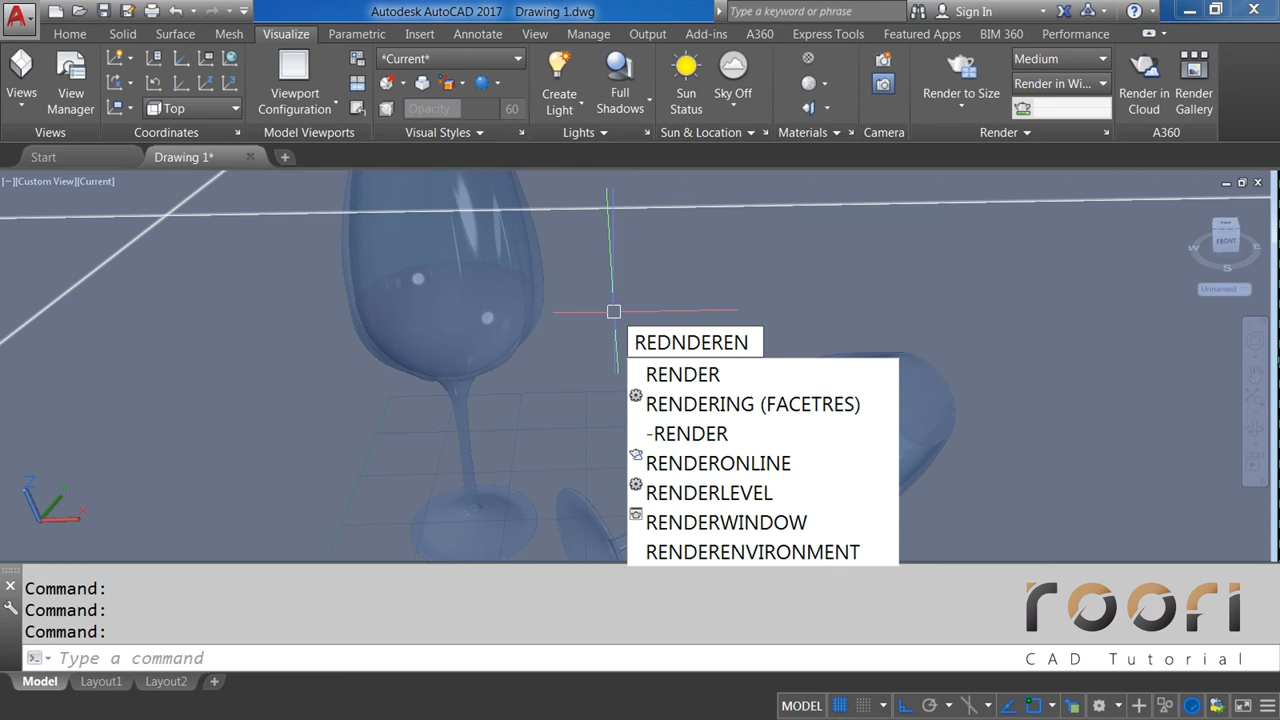 Autodesk AutoCAD 2017 Drawing 1.dwg
Type a keyword or phrase
Sign In
Home Solid Surface Mesh Visualize Parametric Insert Annotate View Manage Output Add-ins A360 Express Tools Featured Apps BIM 360 Performance
Views
View Manager
Views
Top
Coordinates
Viewport Configuration
Model Viewports
*Current*
Opacity 60
Visual Styles
Create Light
Full Shadows
Lights
Sun Status
Sky Off
Sun & Location
Materials
Camera
Render to Size
Medium
Render in Wi...
Render
Render in Cloud
Render Gallery
A360
Start
Drawing 1*
[−][Custom View][Current]
TOP
FRONT
W
S
E
Unnamed
REDNDEREN
RENDER
RENDERING (FACETRES)
-RENDER
RENDERONLINE
RENDERLEVEL
RENDERWINDOW
RENDERENVIRONMENT
Z
Y
X
Command:
Command:
Command:
Type a command
roori
CAD Tutorial
Model Layout1 Layout2
MODEL